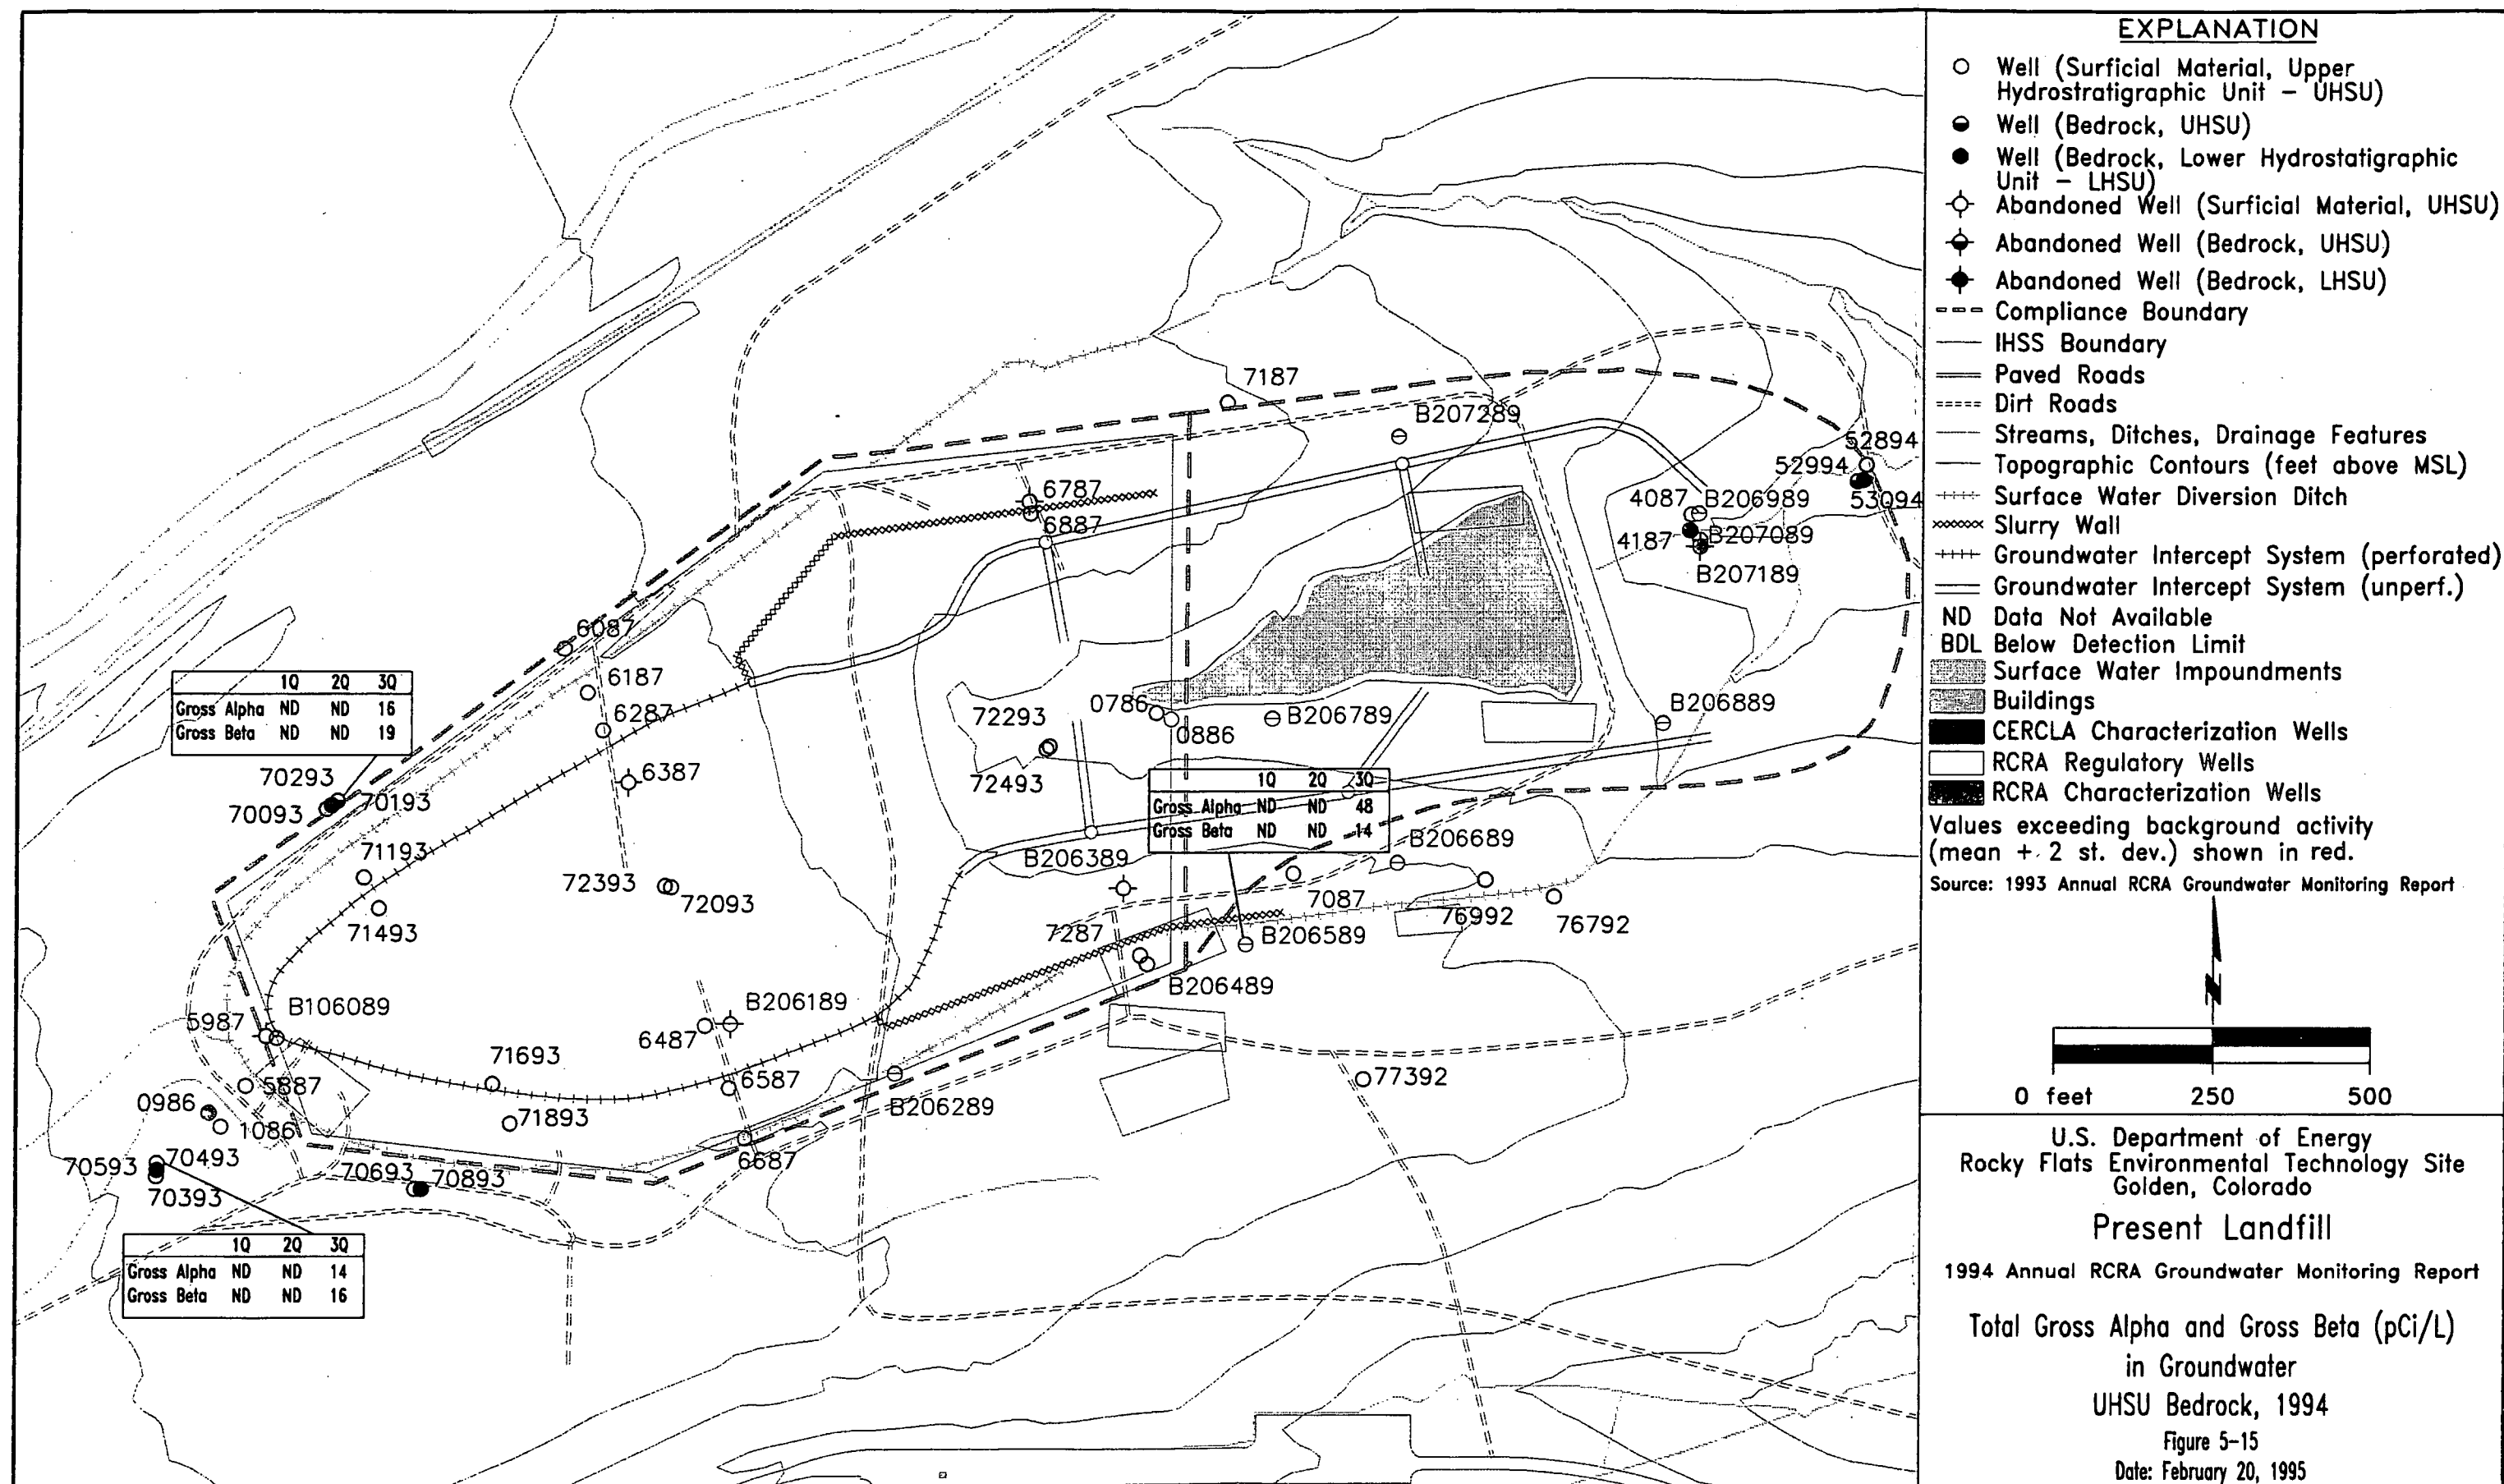 EXPLANATION
Well (Surficial Material, Upper
Hydrostratigraphic Unit – UHSU)
Well (Bedrock, UHSU)
Well (Bedrock, Lower Hydrostatigraphic
Unit – LHSU)
Abandoned Well (Surficial Material, UHSU)
Abandoned Well (Bedrock, UHSU)
Abandoned Well (Bedrock, LHSU)
Compliance Boundary
IHSS Boundary
Paved Roads
Dirt Roads
Streams, Ditches, Drainage Features
Topographic Contours (feet above MSL)
Surface Water Diversion Ditch
Slurry Wall
Groundwater Intercept System (perforated)
Groundwater Intercept System (unperf.)
ND Data Not Available
BDL Below Detection Limit
Surface Water Impoundments
Buildings
CERCLA Characterization Wells
RCRA Regulatory Wells
RCRA Characterization Wells
Values exceeding background activity
(mean + 2 st. dev.) shown in red.
Source: 1993 Annual RCRA Groundwater Monitoring Report
N
0 feet 250 500
U.S. Department of Energy
Rocky Flats Environmental Technology Site
Golden, Colorado
Present Landfill
1994 Annual RCRA Groundwater Monitoring Report
Total Gross Alpha and Gross Beta (pCi/L)
in Groundwater
UHSU Bedrock, 1994
Figure 5-15
Date: February 20, 1995
7187
B207289
52894
52994
53094
6787
6887
4087
B206989
4187
B207089
B207189
6087
6187
6287
6387
1Q 2Q 3Q
Gross Alpha ND ND 16
Gross Beta ND ND 19
70293
70093
70193
72293
72493
0786
0886
B206789
B206889
1Q 2Q 3Q
Gross Alpha ND ND 48
Gross Beta ND ND 14
71193
71493
72393
72093
B206389
B206689
7087
76992
76792
7287
B206589
B206489
B106089
5987
B206189
6487
71693
5887
6587
77392
0986
1086
71893
B206289
6687
70593
70493
70393
70693
70893
1Q 2Q 3Q
Gross Alpha ND ND 14
Gross Beta ND ND 16